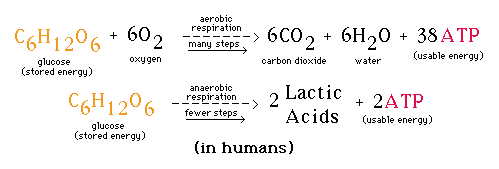 aerobic
respiration
C6H12O6 + 6O2 > 6CO2 + 6H2O + 38ATP
many steps
glucose
(stored energy)
oxygen
carbon dioxide
water
(usable energy)
anaerobic
respiration
C6H12O6 > 2 Lactic Acids + 2ATP
fewer steps
glucose
(stored energy)
(usable energy)
(in humans)